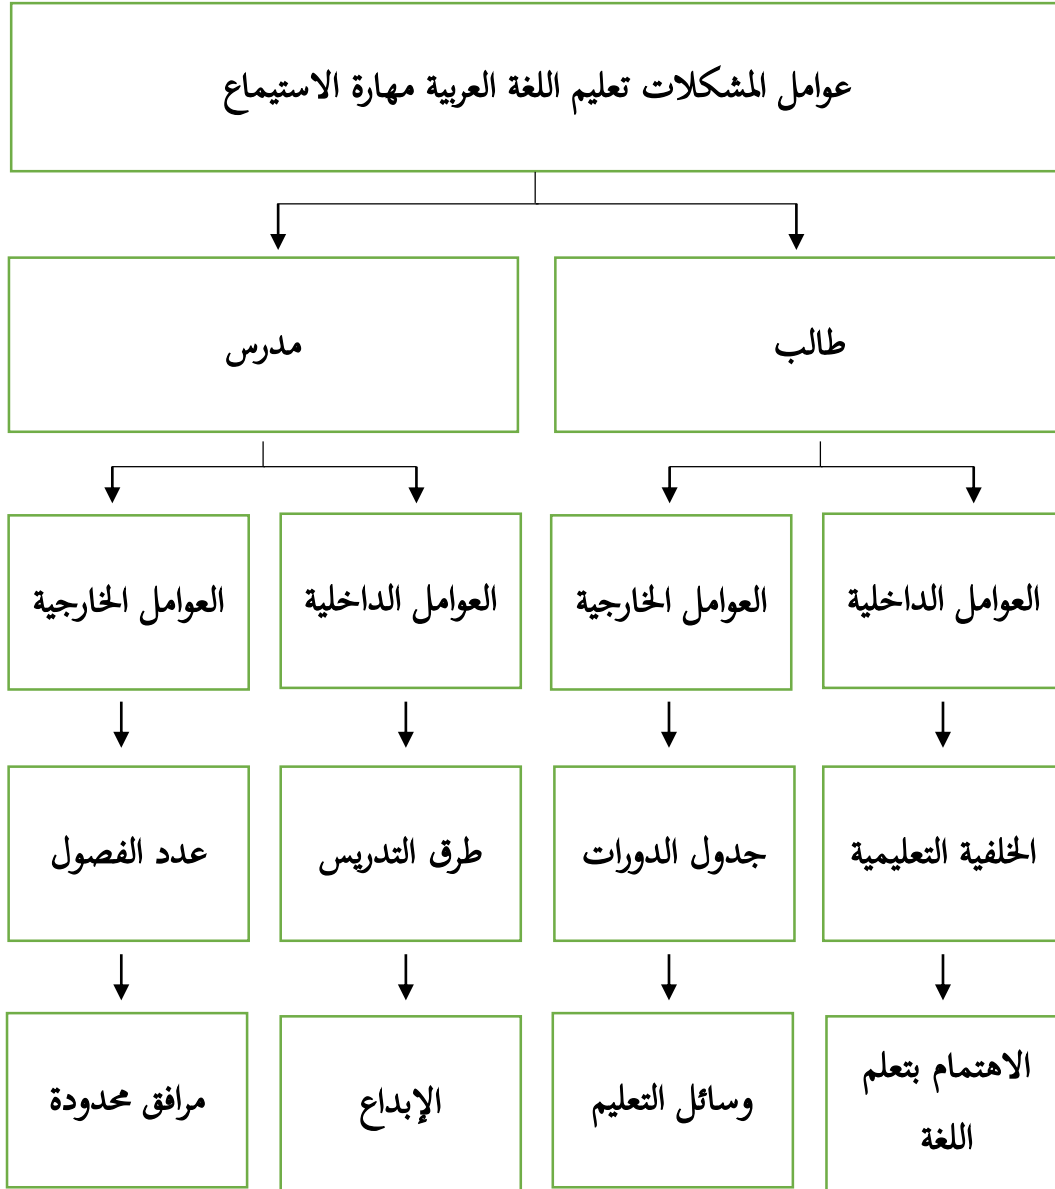 عوامل المشكلات تعليم اللغة العربية مهارة الاستيماع
طالب
مدرس
العوامل الداخلية
العوامل الخارجية
العوامل الداخلية
العوامل الخارجية
الخلفية التعليمية
جدول الدورات
طرق التدريس
عدد الفصول
الاهتمام بتعلم
اللغة
وسائل التعليم
الإبداع
مرافق محدودة